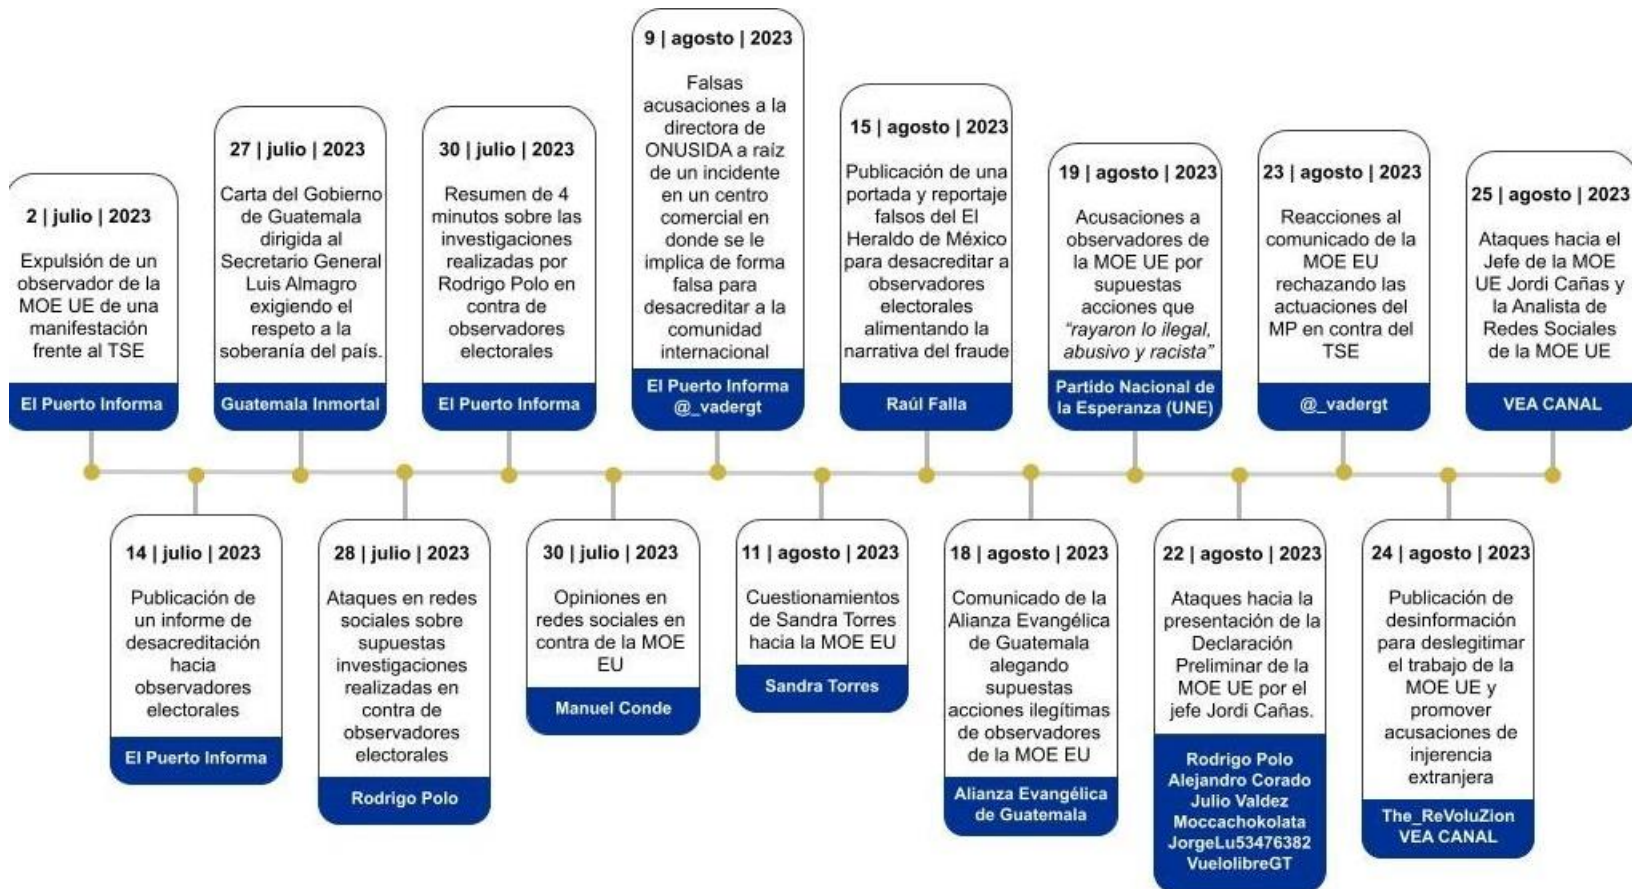 2 | julio | 2023
Expulsión de un
observador de la
MOE UE de una
manifestación
frente al TSE
El Puerto Informa
14 | julio | 2023
Publicación de
un informe de
desacreditación
hacia
observadores
electorales
El Puerto Informa
27 | julio | 2023
Carta del Gobierno
de Guatemala
dirigida al
Secretario General
Luis Almagro
exigiendo el
respeto a la
soberanía del país.
Guatemala Inmortal
28 | julio | 2023
Ataques en redes
sociales sobre
supuestas
investigaciones
realizadas en
contra de
observadores
electorales
Rodrigo Polo
30 | julio | 2023
Resumen de 4
minutos sobre las
investigaciones
realizadas por
Rodrigo Polo en
contra de
observadores
electorales
El Puerto Informa
30 | julio | 2023
Opiniones en
redes sociales en
contra de la MOE
EU
Manuel Conde
9 | agosto | 2023
Falsas
acusaciones a la
directora de
ONUSIDA a raíz
de un incidente
en un centro
comercial en
donde se le
implica de forma
falsa para
desacreditar a la
comunidad
internacional
El Puerto Informa
@_vadergt
11 | agosto | 2023
Cuestionamientos
de Sandra Torres
hacia la MOE EU
Sandra Torres
15 | agosto | 2023
Publicación de una
portada y reportaje
falsos del El
Heraldo de México
para desacreditar a
observadores
electorales
alimentando la
narrativa del fraude
Raúl Falla
18 | agosto | 2023
Comunicado de la
Alianza Evangélica
de Guatemala
alegando
supuestas
acciones ilegítimas
de observadores
de la MOE EU
Alianza Evangélica
de Guatemala
19 | agosto | 2023
Acusaciones a
observadores de
la MOE UE por
supuestas
acciones que
“rayaron lo ilegal,
abusivo y racista”
Partido Nacional de
la Esperanza (UNE)
22 | agosto | 2023
Ataques hacia la
presentación de la
Declaración
Preliminar de la
MOE UE por el
jefe Jordi Cañas.
Rodrigo Polo
Alejandro Corado
Julio Valdez
Moccachokolata
JorgeLu53476382
VuelolibreGT
23 | agosto | 2023
Reacciones al
comunicado de la
MOE EU
rechazando las
actuaciones del
MP en contra del
TSE
@_vadergt
24 | agosto | 2023
Publicación de
desinformación
para deslegitimar
el trabajo de la
MOE UE y
promover
acusaciones de
injerencia
extranjera
The_ReVoluZion
VEA CANAL
25 | agosto | 2023
Ataques hacia el
Jefe de la MOE
UE Jordi Cañas y
la Analista de
Redes Sociales
de la MOE UE
VEA CANAL